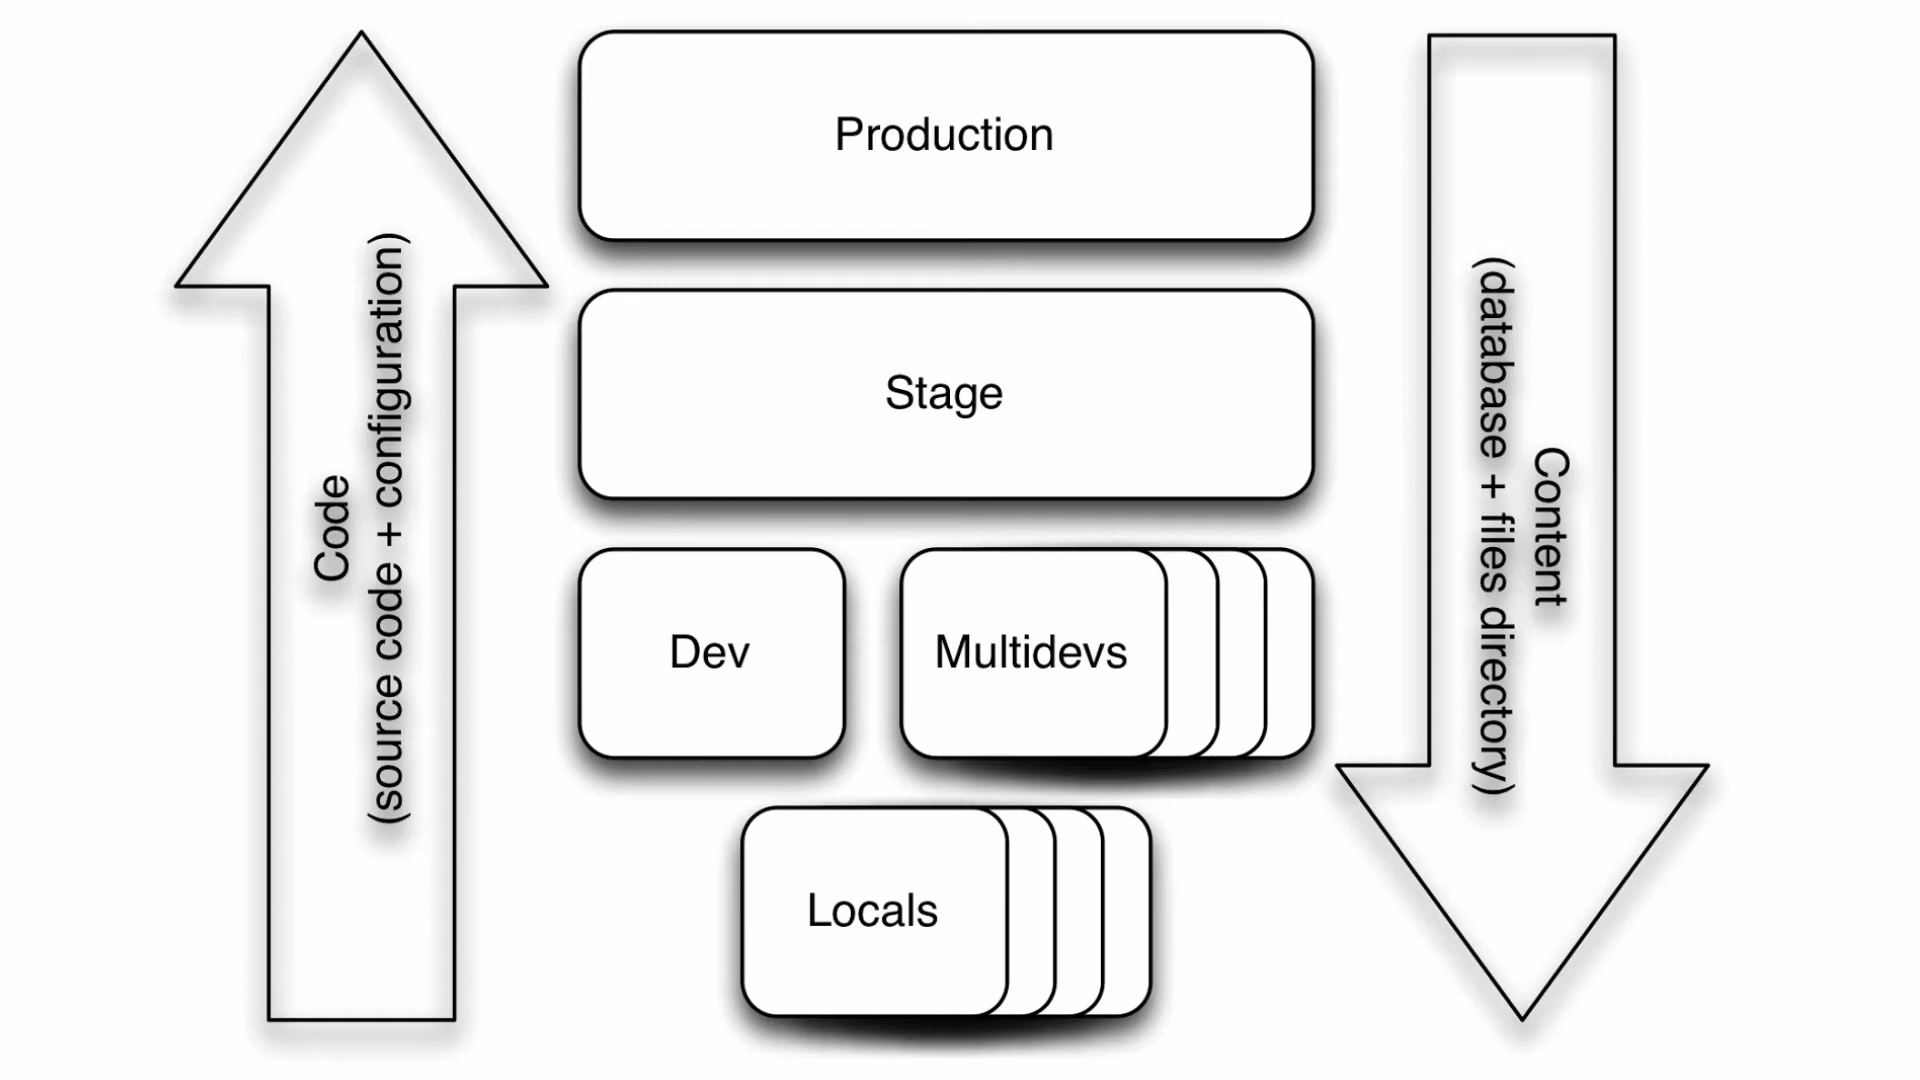 Code
(source code + configuration)
Production
Stage
Dev
Multidevs
Locals
Content
(database + files directory)